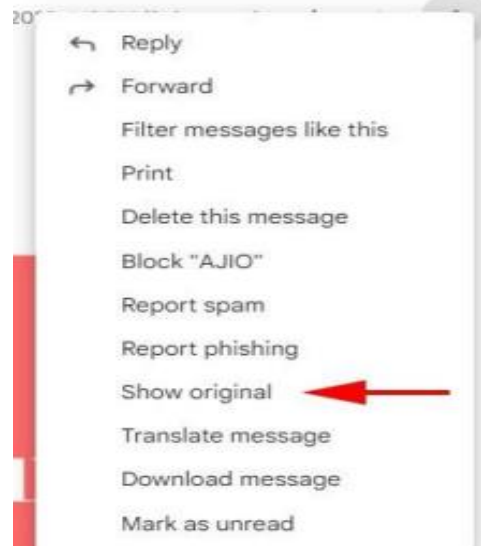 Reply
Forward
Filter messages like this
Print
Delete this message
Block "AJIO"
Report spam
Report phishing
Show original
Translate message
Download message
Mark as unread